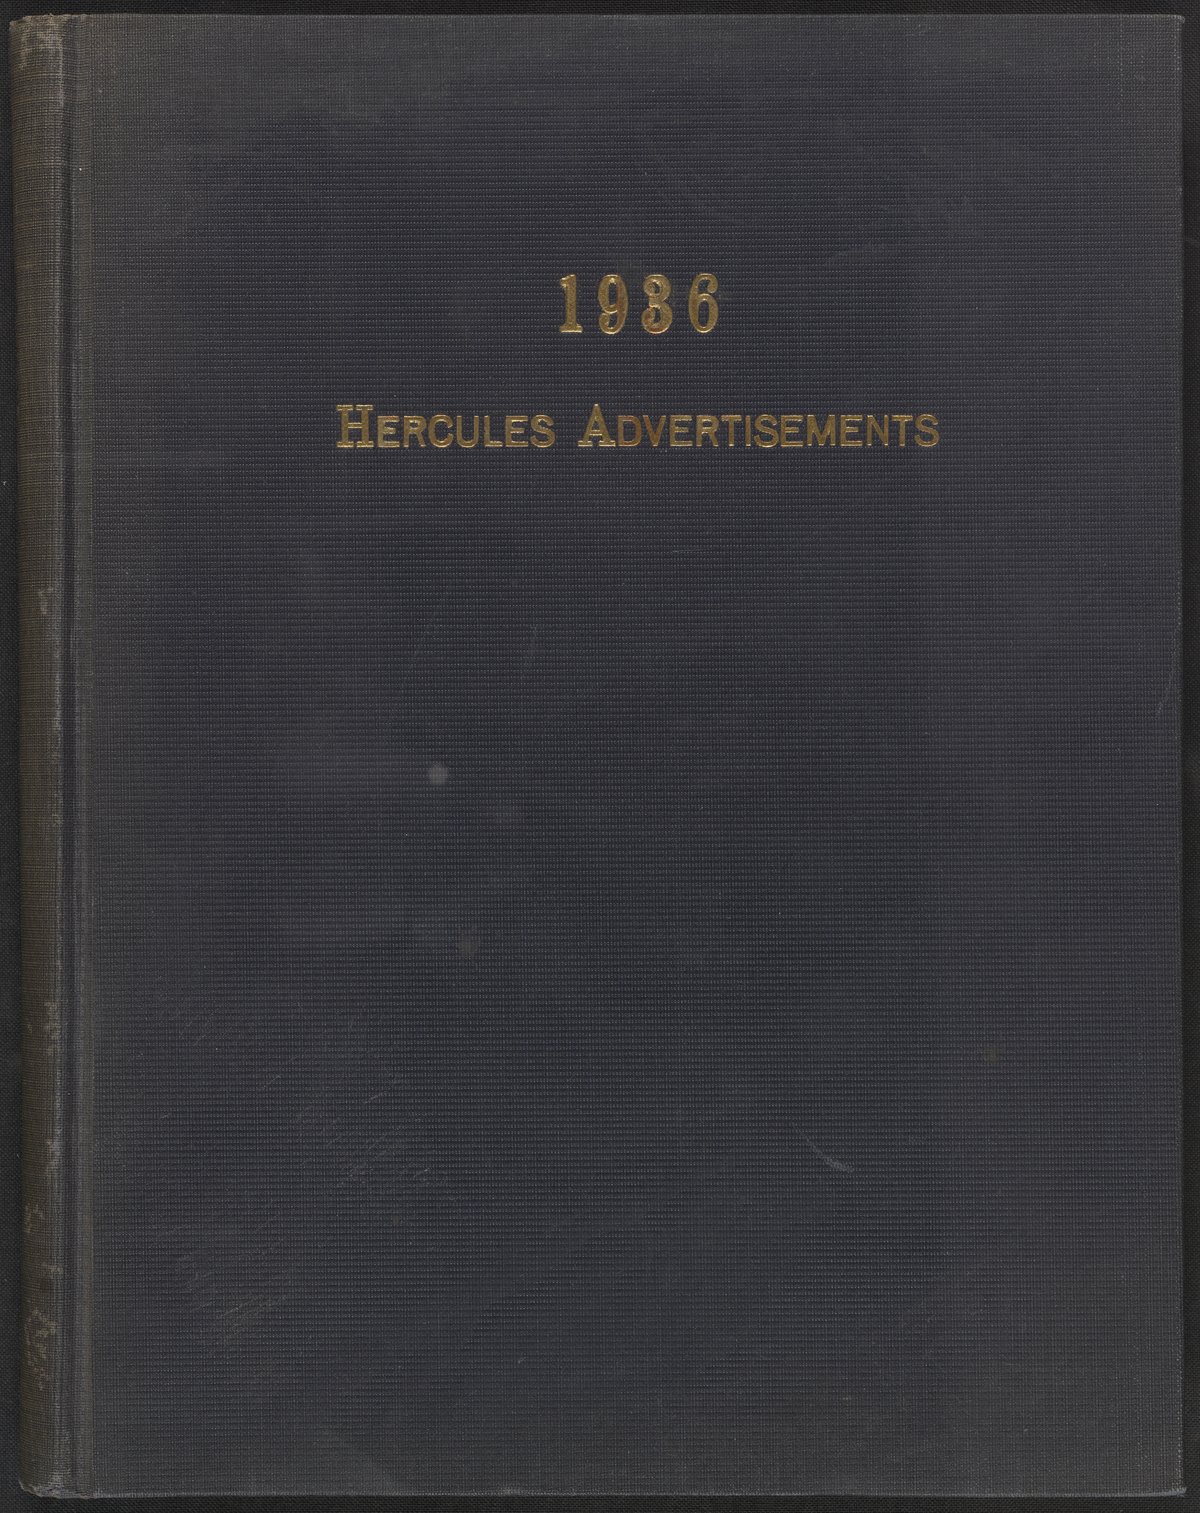 1936
HERCULES ADVERTISEMENTS